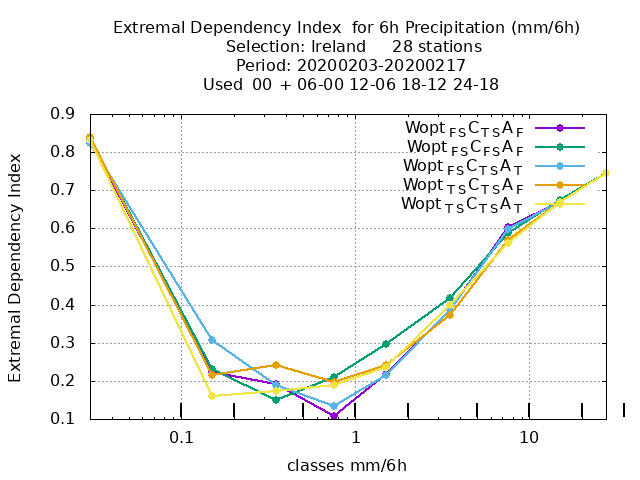 Extremal Dependency Index  for 6h Precipitation (mm/6h)
Selection: Ireland     28 stations
Period: 20200203-20200217
Used  00  + 06-00 12-06 18-12 24-18
Wopt FS C TS A F
Wopt FS C FS A F
Wopt FS C TS A T
Wopt TS C TS A F
Wopt TS C TS A T
0.9
0.8
0.7
0.6
0.5
0.4
0.3
0.2
0.1
Extremal Dependency Index
0.1 1 10
classes mm/6h